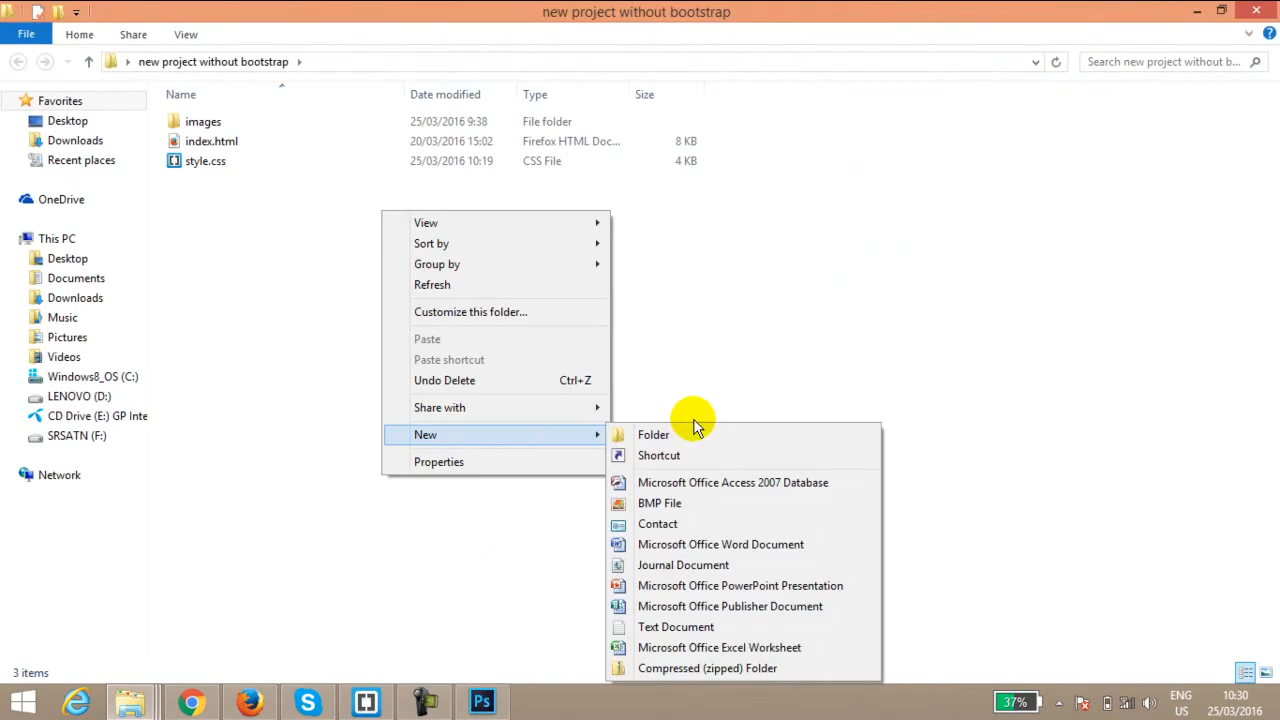 new project without bootstrap
File Home Share View
new project without bootstrap
Search new project without b...
Name Date modified Type Size
images 25/03/2016 9:38 File folder
index.html 20/03/2016 15:02 Firefox HTML Doc... 8 KB
style.css 25/03/2016 10:19 CSS File 4 KB
Favorites
Desktop
Downloads
Recent places
OneDrive
This PC
Desktop
Documents
Downloads
Music
Pictures
Videos
Windows8_OS (C:)
LENOVO (D:)
CD Drive (E:) GP Inte
SRSATN (F:)
Network
View
Sort by
Group by
Refresh
Customize this folder...
Paste
Paste shortcut
Undo Delete Ctrl+Z
Share with
New
Properties
Folder
Shortcut
Microsoft Office Access 2007 Database
BMP File
Contact
Microsoft Office Word Document
Journal Document
Microsoft Office PowerPoint Presentation
Microsoft Office Publisher Document
Text Document
Microsoft Office Excel Worksheet
Compressed (zipped) Folder
3 items
Ps
37%
ENG
US
10:30
25/03/2016